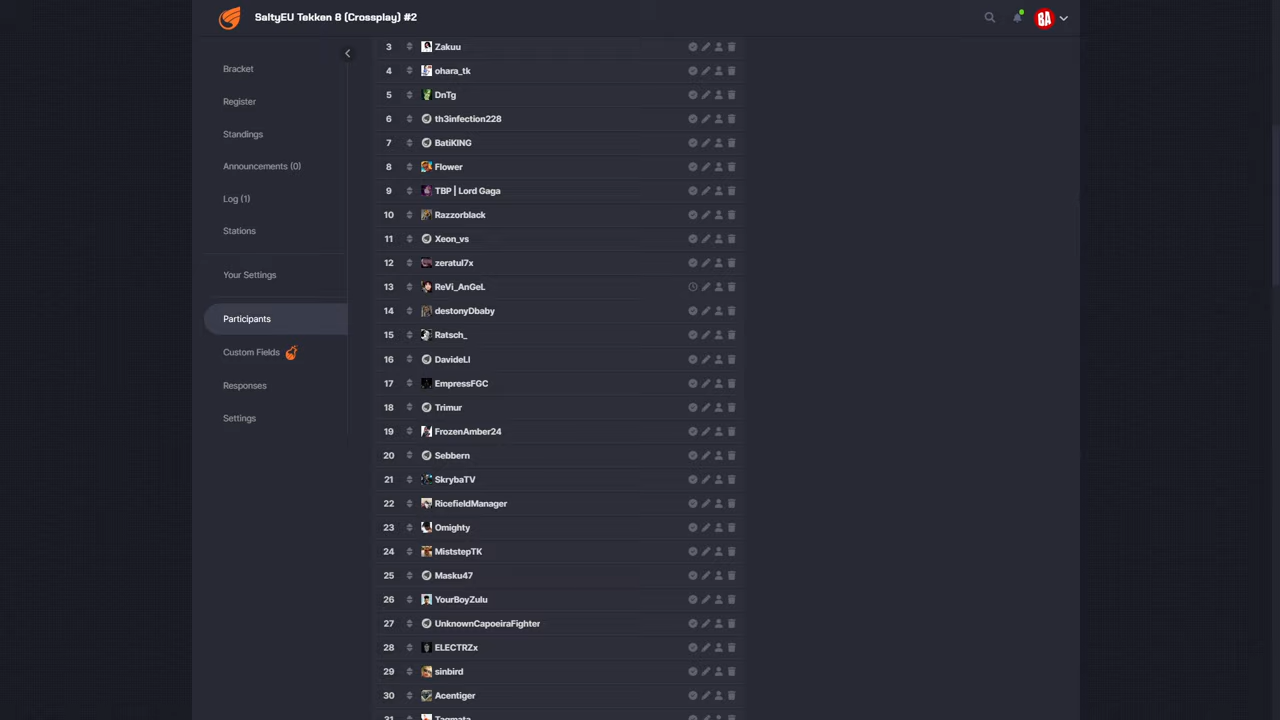 SaltyEU Tekken 8 (Crossplay) #2
BA
Bracket
Register
Standings
Announcements (0)
Log (1)
Stations
Your Settings
Participants
Custom Fields
Responses
Settings
3 Zakuu
4 ohara_tk
5 DnTg
6 th3infection228
7 BatiKING
8 Flower
9 TBP | Lord Gaga
10 Razzorblack
11 Xeon_vs
12 zeratul7x
13 ReVi_AnGeL
14 destonyDbaby
15 Ratsch_
16 DavideLI
17 EmpressFGC
18 Trimur
19 FrozenAmber24
20 Sebbern
21 SkrybaTV
22 RicefieldManager
23 Omighty
24 MiststepTK
25 Masku47
26 YourBoyZulu
27 UnknownCapoeiraFighter
28 ELECTRZx
29 sinbird
30 Acentiger
31 Tagmata